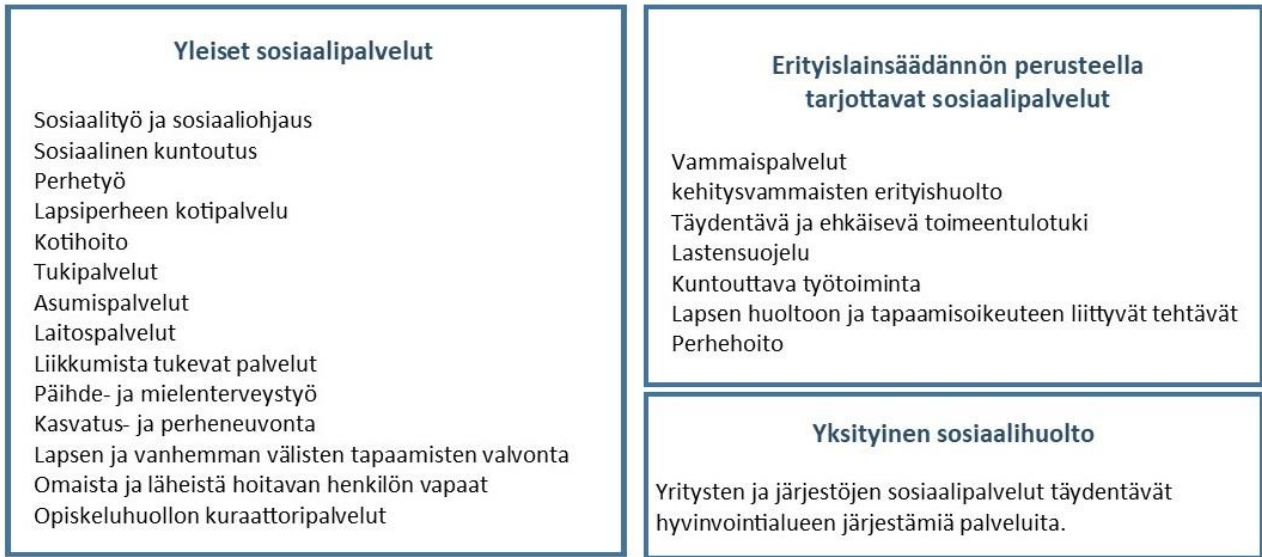 Yleiset sosiaalipalvelut
Sosiaalityö ja sosiaaliohjaus
Sosiaalinen kuntoutus
Perhetyö
Lapsiperheen kotipalvelu
Kotihoito
Tukipalvelut
Asumispalvelut
Laitospalvelut
Liikkumista tukevat palvelut
Päihde- ja mielenterveystyö
Kasvatus- ja perheneuvonta
Lapsen ja vanhemman välisten tapaamisten valvonta
Omaista ja läheistä hoitavan henkilön vapaat
Opiskeluhuollon kuraattoripalvelut
Erityislainsäädännön perusteella
tarjottavat sosiaalipalvelut
Vammaispalvelut
kehitysvammaisten erityishuolto
Täydentävä ja ehkäisevä toimeentulotuki
Lastensuojelu
Kuntouttava työtoiminta
Lapsen huoltoon ja tapaamisoikeuteen liittyvät tehtävät
Perhehoito
Yksityinen sosiaalihuolto
Yritysten ja järjestöjen sosiaalipalvelut täydentävät
hyvinvointialueen järjestämiä palveluita.